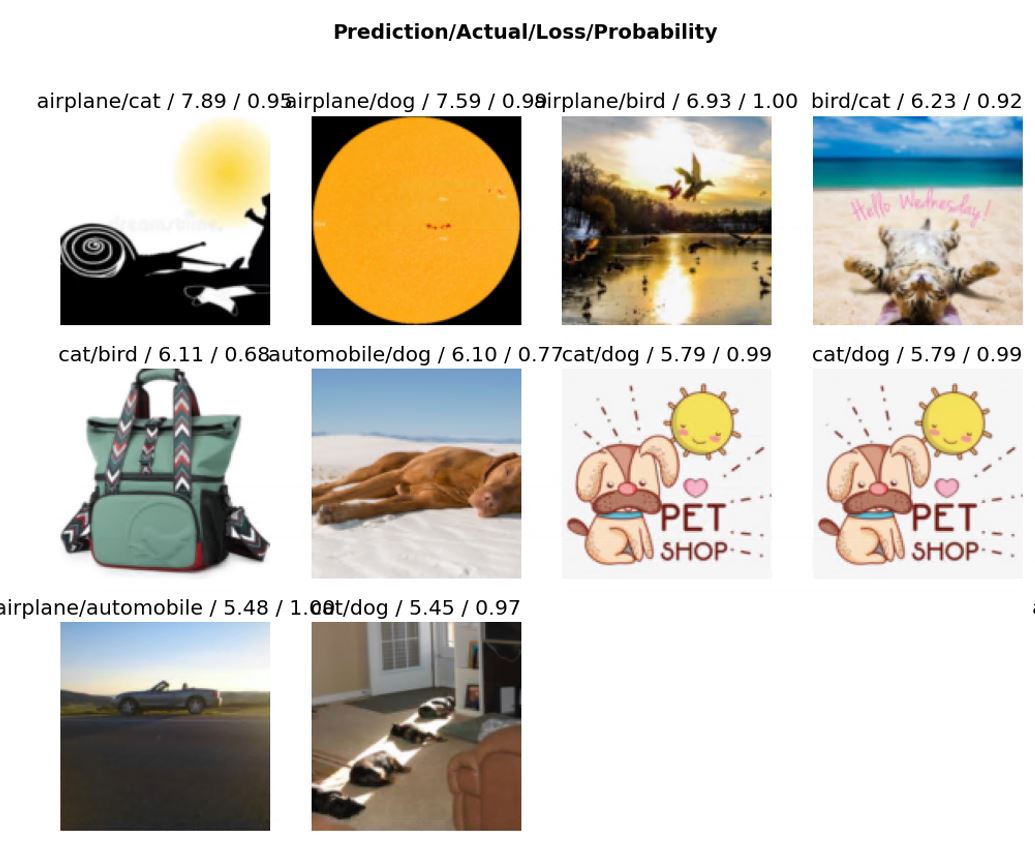 Prediction/Actual/Loss/Probability
airplane/cat / 7.89 / 0.95
airplane/dog / 7.59 / 0.99
airplane/bird / 6.93 / 1.00
bird/cat / 6.23 / 0.92
dreamstime
Hello Wednesday!
cat/bird / 6.11 / 0.68
automobile/dog / 6.10 / 0.77
cat/dog / 5.79 / 0.99
cat/dog / 5.79 / 0.99
PET
SHOP
PET
SHOP
airplane/automobile / 5.48 / 1.00
cat/dog / 5.45 / 0.97